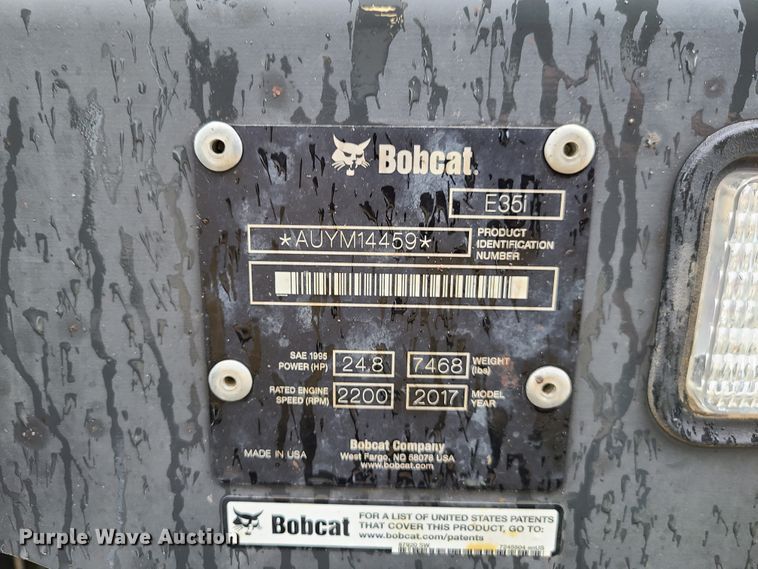 Bobcat.
E35i
*AUYM14459*
PRODUCT
IDENTIFICATION
NUMBER
SAE 1995
POWER (HP)
24.8
7468
WEIGHT
(lbs)
RATED ENGINE
SPEED (RPM)
2200
2017
MODEL
YEAR
MADE IN USA
Bobcat Company
West Fargo, ND 58078 USA
www.bobcat.com
Bobcat
FOR A LIST OF UNITED STATES PATENTS
THAT COVER THIS PRODUCT, GO TO:
www.bobcat.com/patents
Purple Wave Auction